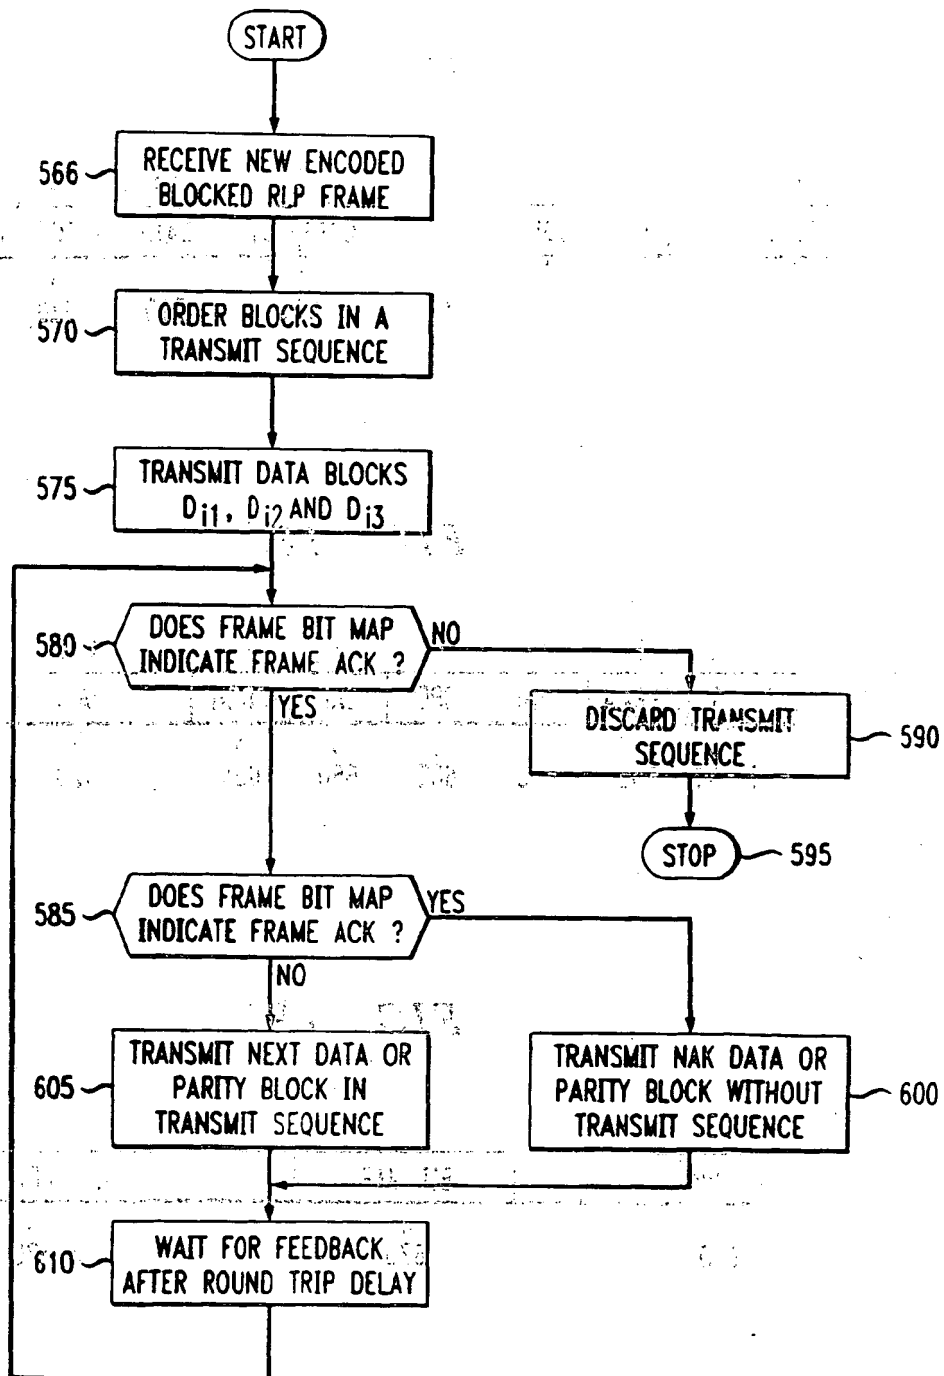 START
566
RECEIVE NEW ENCODED
BLOCKED RLP FRAME
570
ORDER BLOCKS IN A
TRANSMIT SEQUENCE
575
TRANSMIT DATA BLOCKS
Di1, Di2 AND Di3
580
DOES FRAME BIT MAP
INDICATE FRAME ACK ?
NO
YES
DISCARD TRANSMIT
SEQUENCE
590
STOP
595
585
DOES FRAME BIT MAP
INDICATE FRAME ACK ?
YES
NO
605
TRANSMIT NEXT DATA OR
PARITY BLOCK IN
TRANSMIT SEQUENCE
TRANSMIT NAK DATA OR
PARITY BLOCK WITHOUT
TRANSMIT SEQUENCE
600
610
WAIT FOR FEEDBACK
AFTER ROUND TRIP DELAY